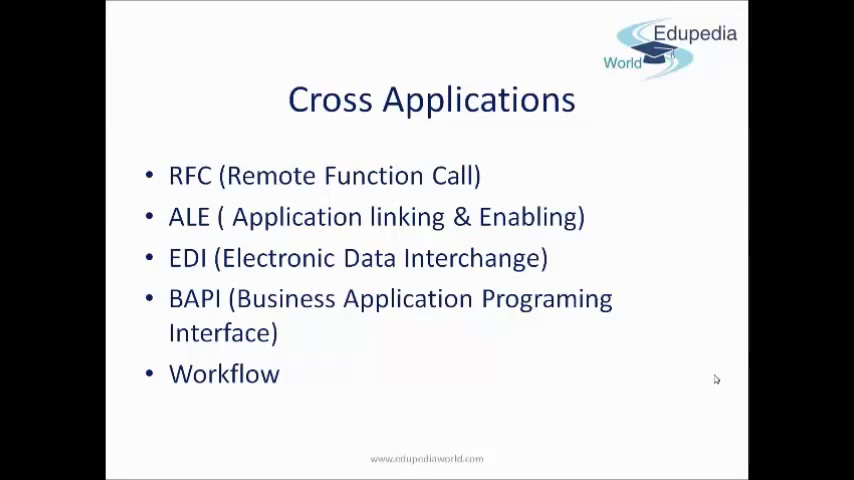 Edupedia
World
Cross Applications
• RFC (Remote Function Call)
• ALE ( Application linking & Enabling)
• EDI (Electronic Data Interchange)
• BAPI (Business Application Programing
Interface)
• Workflow
www.edupediaworld.com